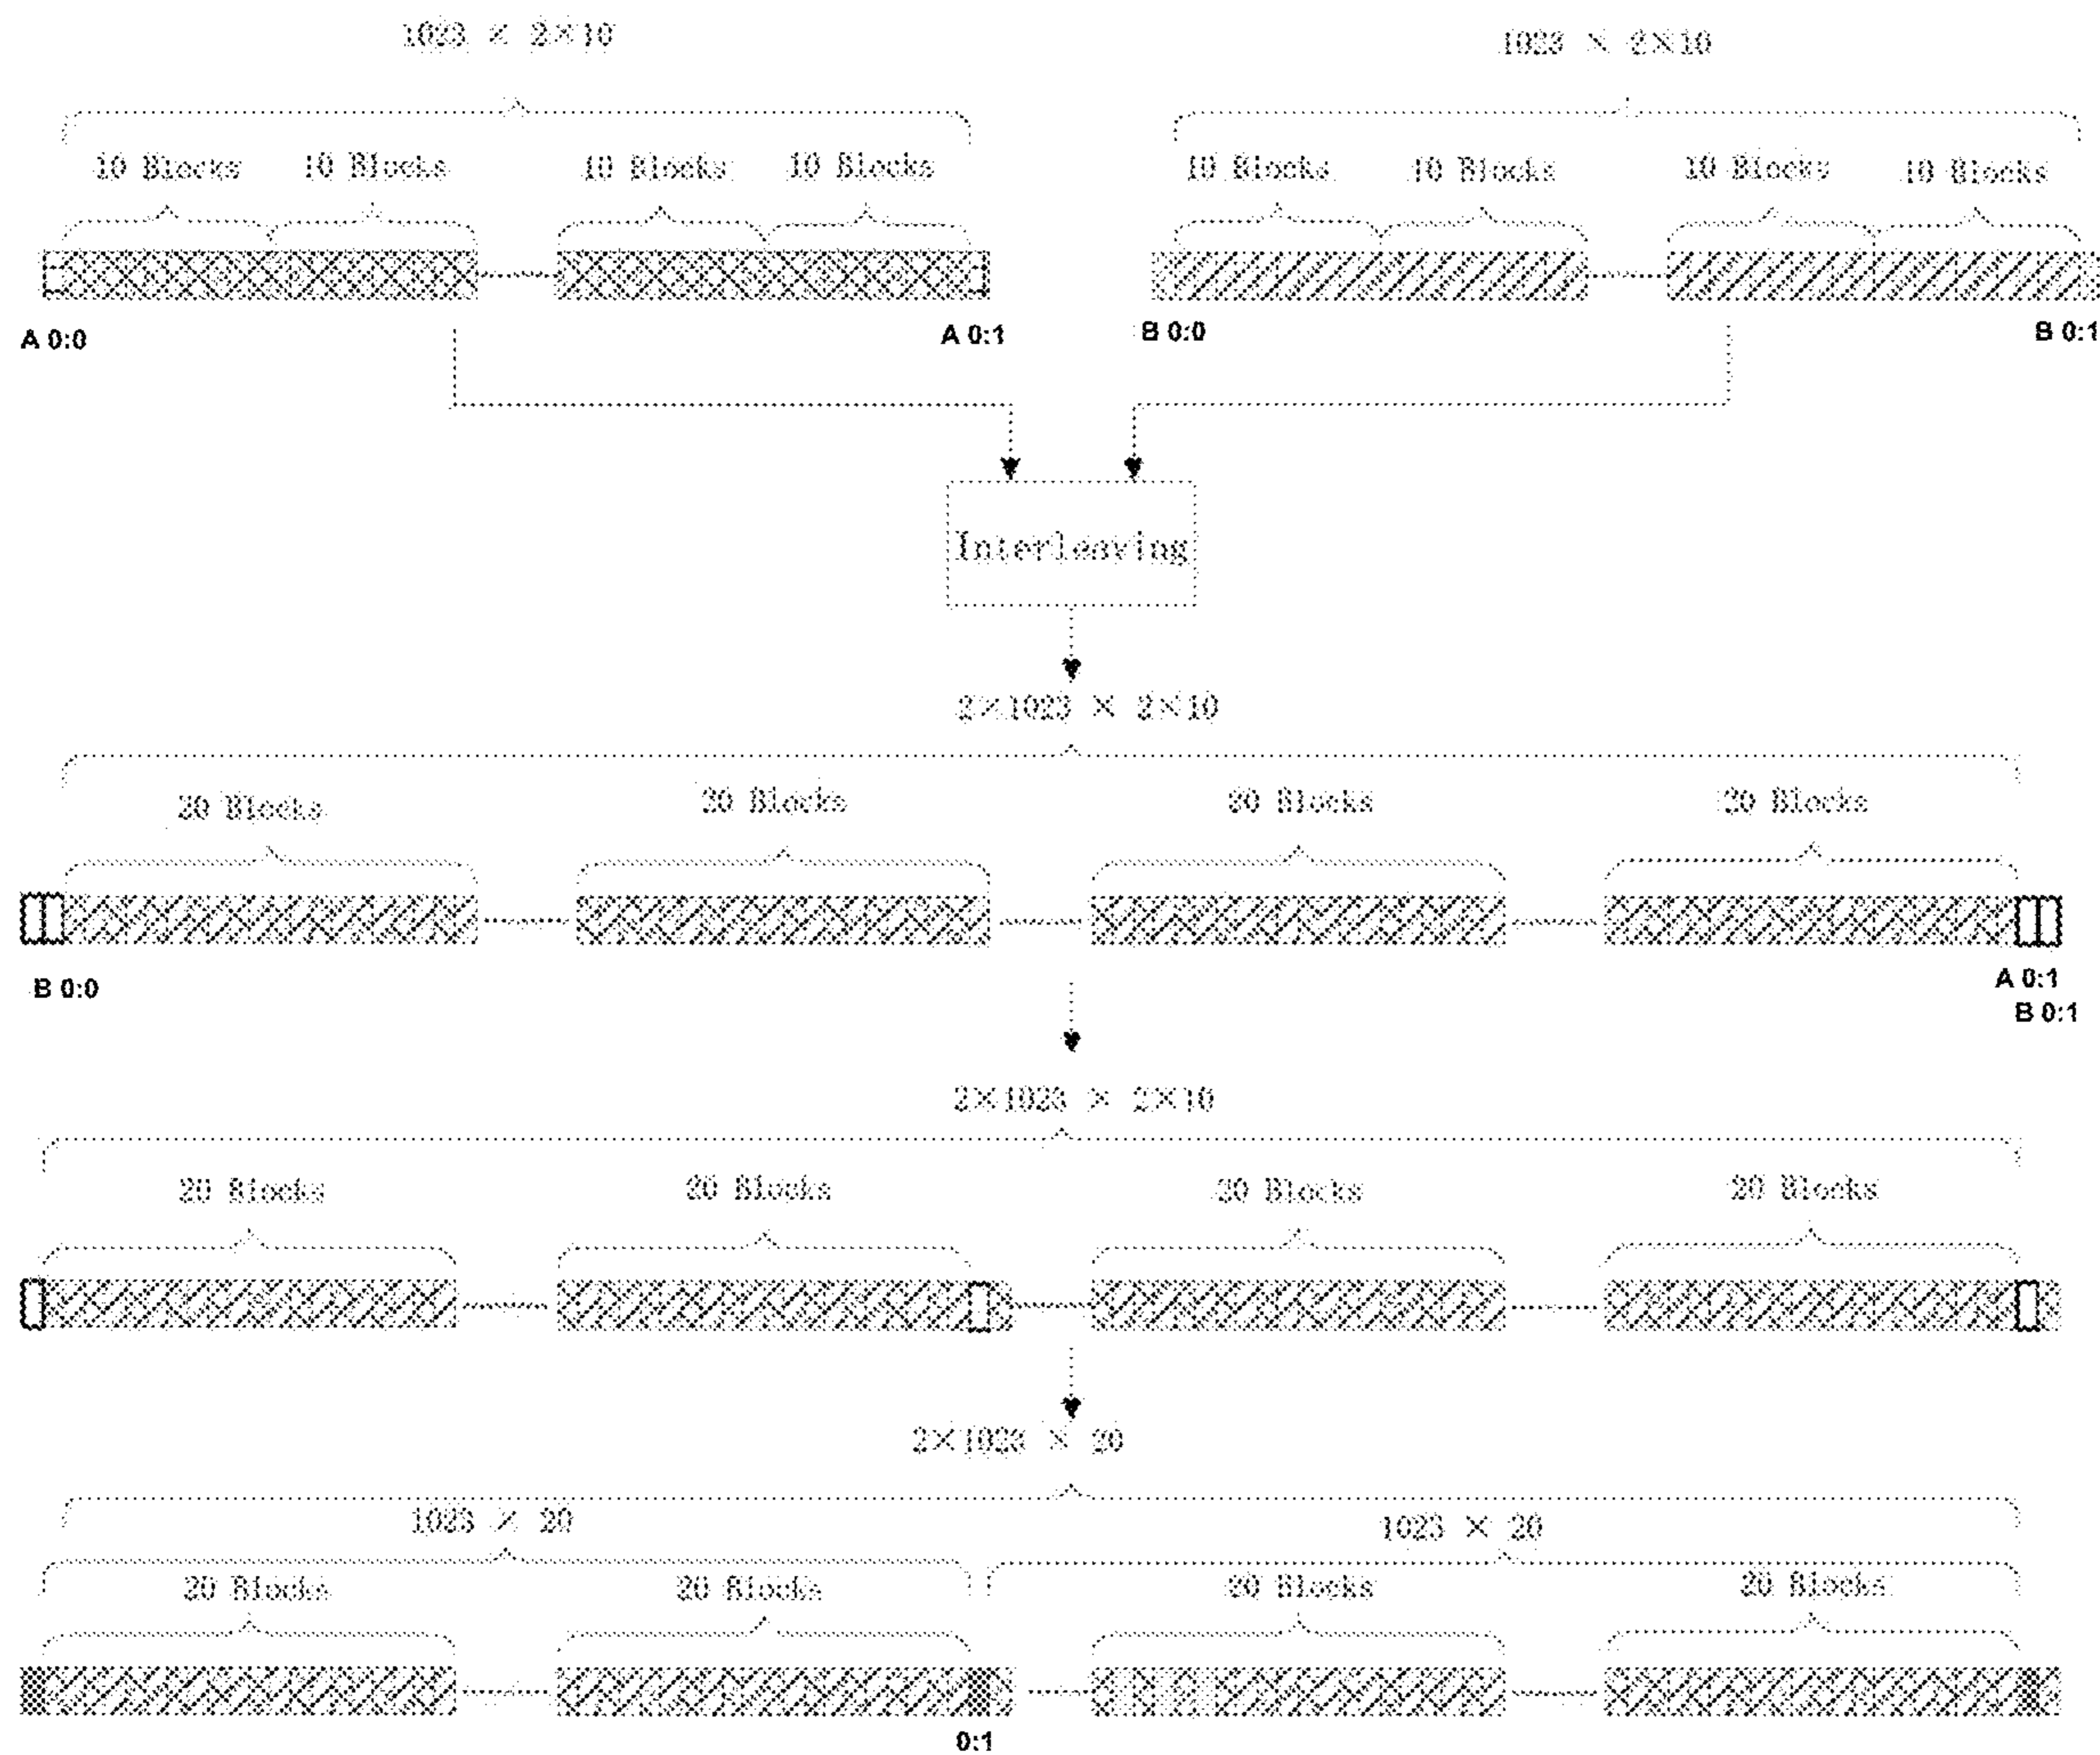 1023 × 2×10
1023 × 2×10
10 Blocks 10 Blocks 10 Blocks 10 Blocks
10 Blocks 10 Blocks 10 Blocks 10 Blocks
A 0:0 A 0:1 B 0:0 B 0:1
Interleaving
2×1023 × 2×10
20 Blocks 20 Blocks 20 Blocks 20 Blocks
B 0:0 A 0:1
B 0:1
2×1023 × 2×10
20 Blocks 20 Blocks 20 Blocks 20 Blocks
2×1023 × 20
1023 × 20 1023 × 20
20 Blocks 20 Blocks 20 Blocks 20 Blocks
0:1